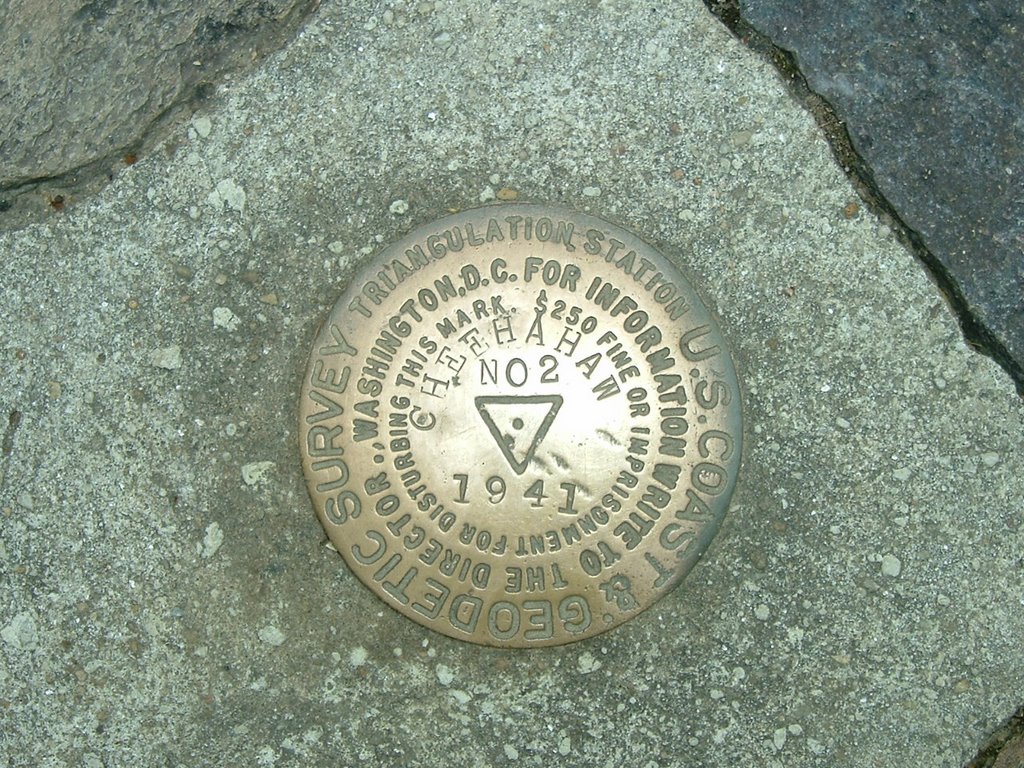 U.S. COAST & GEODETIC SURVEY
TRIANGULATION STATION
FOR INFORMATION WRITE TO THE DIRECTOR., WASHINGTON, D.C.
$250 FINE OR IMPRISONMENT FOR DISTURBING THIS MARK.
CHEEHAHAW
NO 2
1941